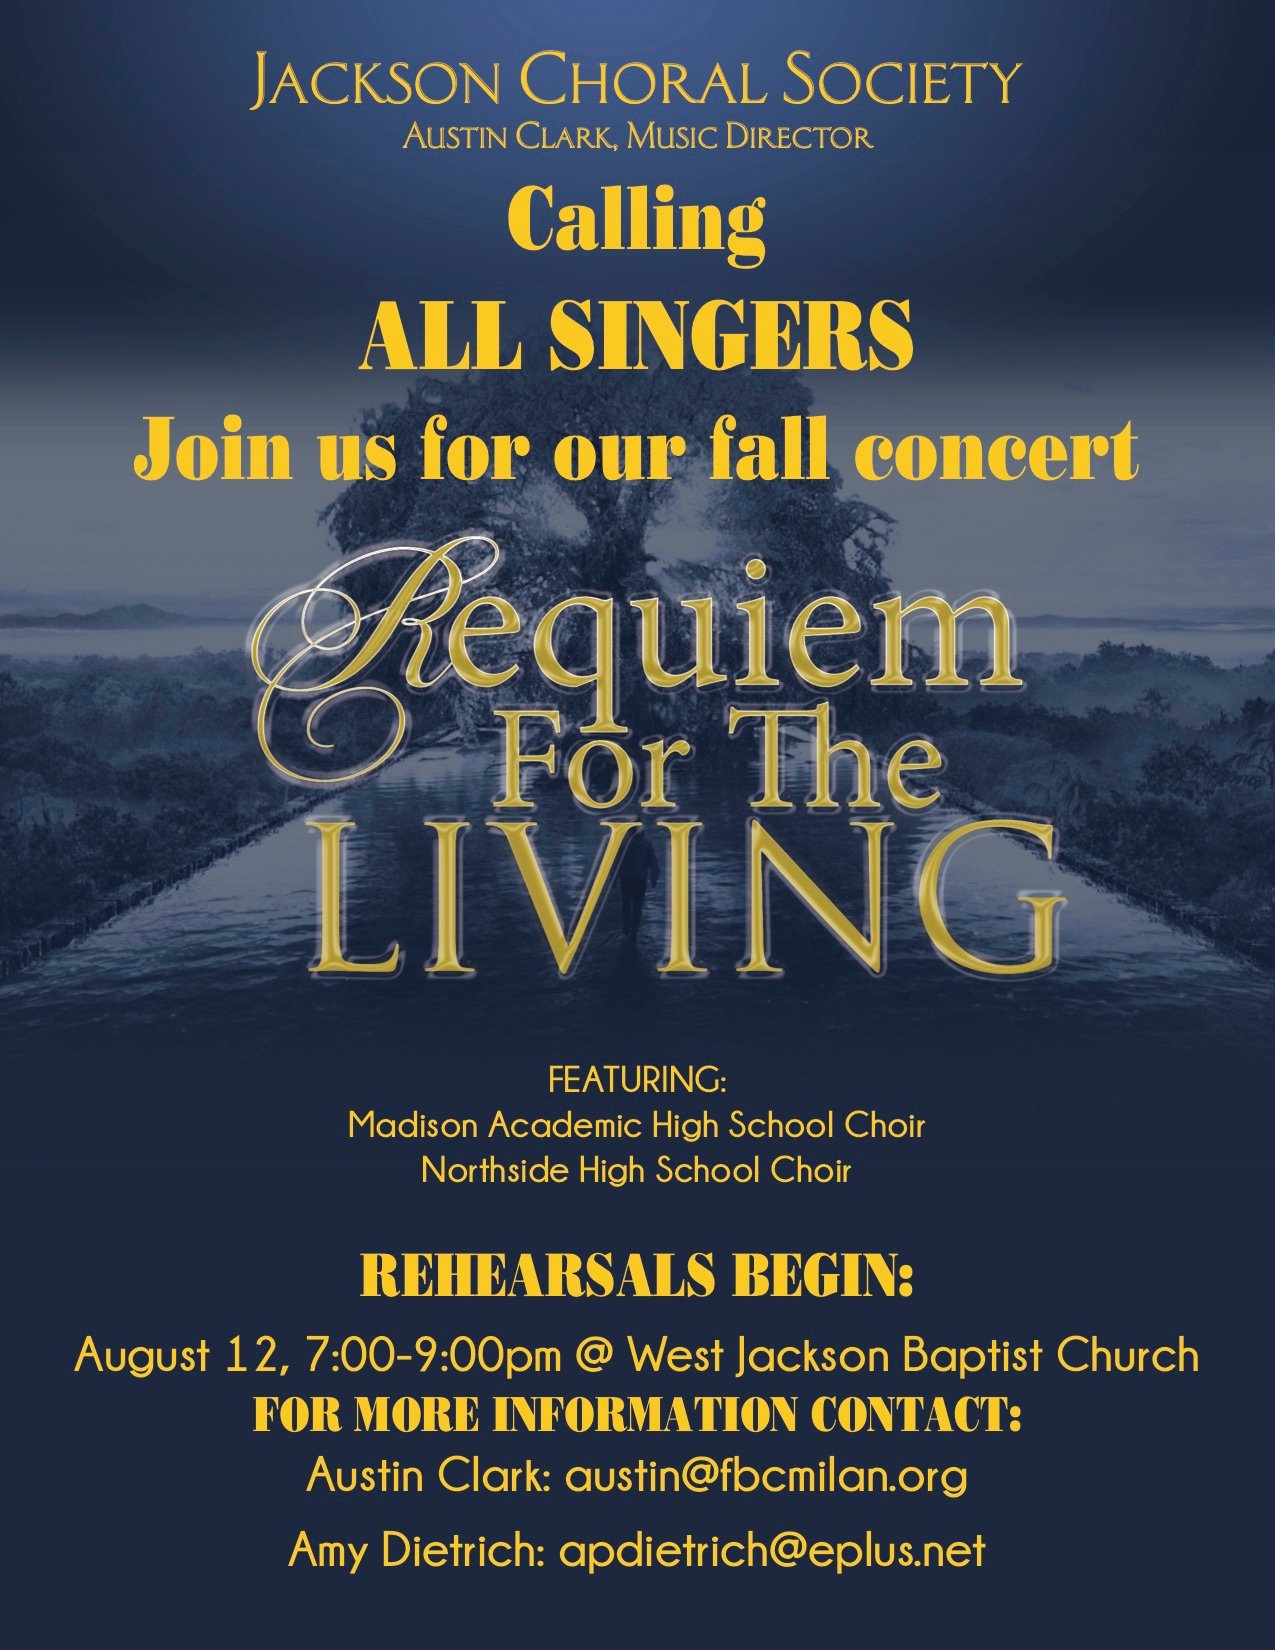 Jackson Choral Society
Austin Clark, Music Director
Calling
ALL SINGERS
Join us for our fall concert
Requiem
For The
LIVING
FEATURING:
Madison Academic High School Choir
Northside High School Choir
REHEARSALS BEGIN:
August 12, 7:00-9:00pm @ West Jackson Baptist Church
FOR MORE INFORMATION CONTACT:
Austin Clark: austin@fbcmilan.org
Amy Dietrich: apdietrich@eplus.net